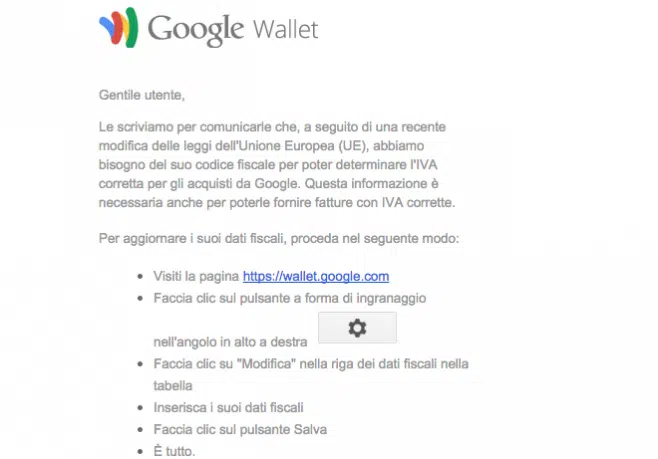 Google Wallet
Gentile utente,
Le scriviamo per comunicarle che, a seguito di una recente
modifica delle leggi dell'Unione Europea (UE), abbiamo
bisogno del suo codice fiscale per poter determinare l'IVA
corretta per gli acquisti da Google. Questa informazione è
necessaria anche per poterle fornire fatture con IVA corrette.
Per aggiornare i suoi dati fiscali, proceda nel seguente modo:
• Visiti la pagina https://wallet.google.com
• Faccia clic sul pulsante a forma di ingranaggio
nell'angolo in alto a destra
• Faccia clic su "Modifica" nella riga dei dati fiscali nella
tabella
• Inserisca i suoi dati fiscali
• Faccia clic sul pulsante Salva
• È tutto.